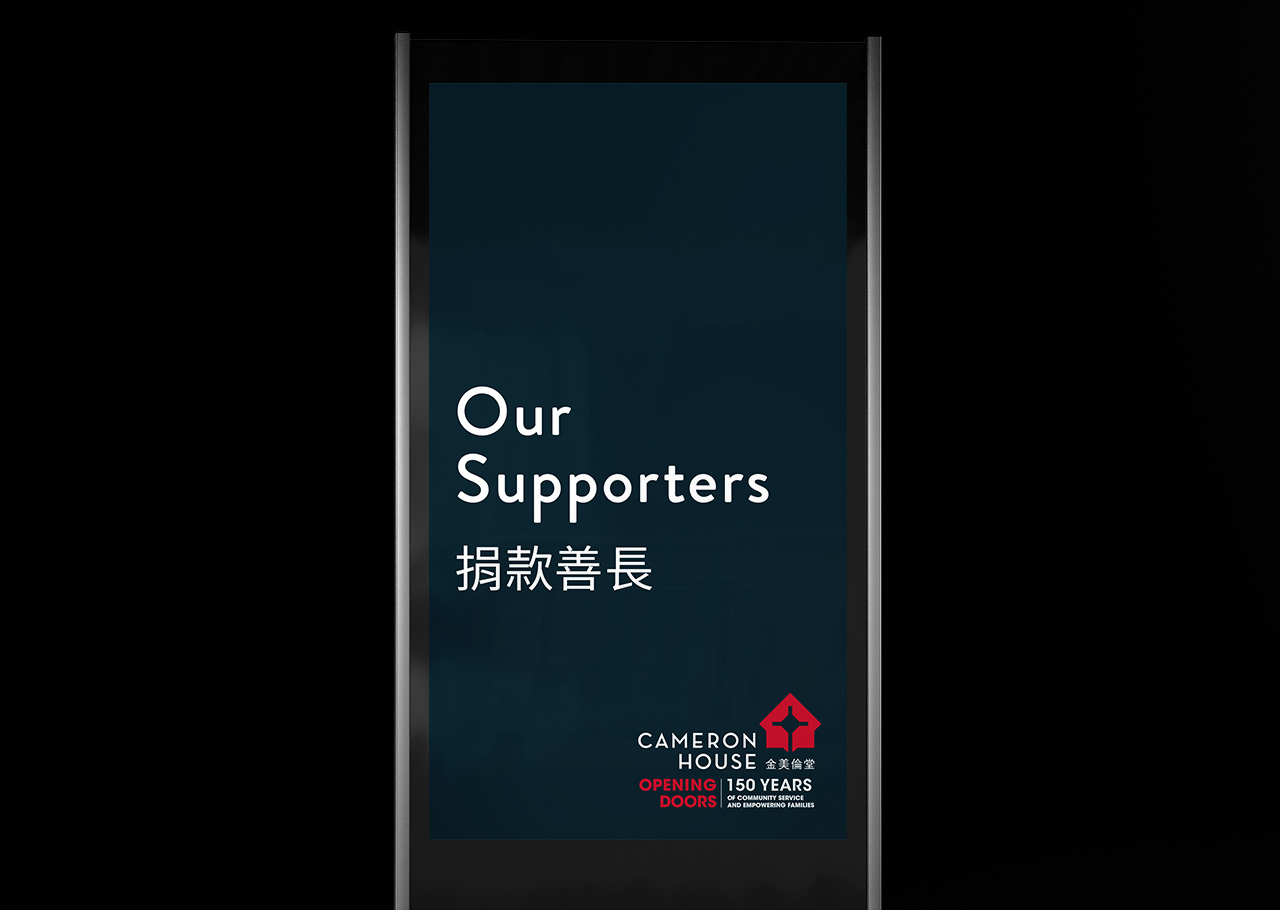 Our
Supporters
捐款善長
CAMERON
HOUSE 金美倫堂
OPENING
DOORS
150 YEARS
OF COMMUNITY SERVICE
AND EMPOWERING FAMILIES